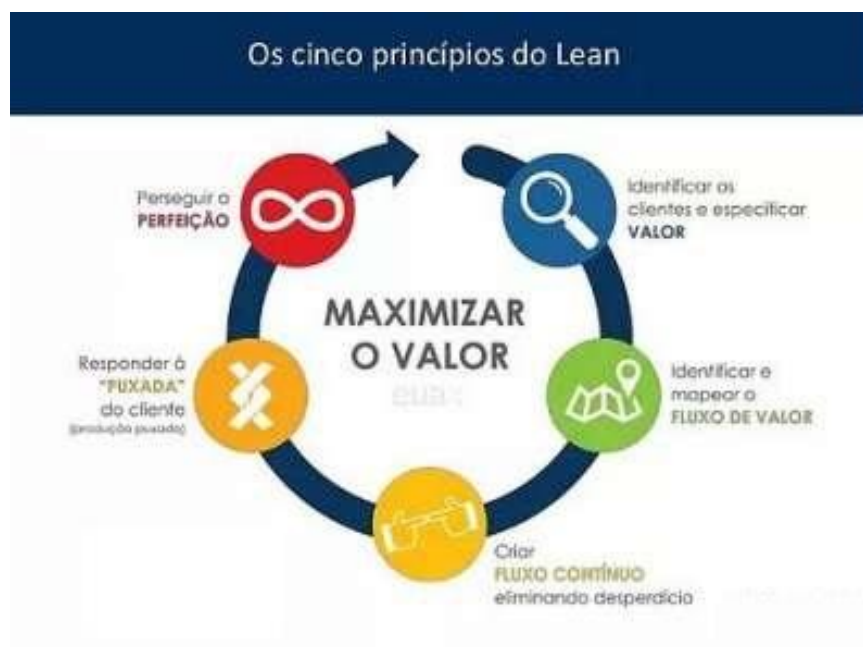 Os cinco princípios do Lean
Identificar os
clientes e especificar
VALOR
Identificar e
mapear o
FLUXO DE VALOR
Criar
FLUXO CONTÍNUO
eliminando desperdício
Responder à
"PUXADA"
do cliente
(produção puxada)
Perseguir a
PERFEIÇÃO
MAXIMIZAR
O VALOR